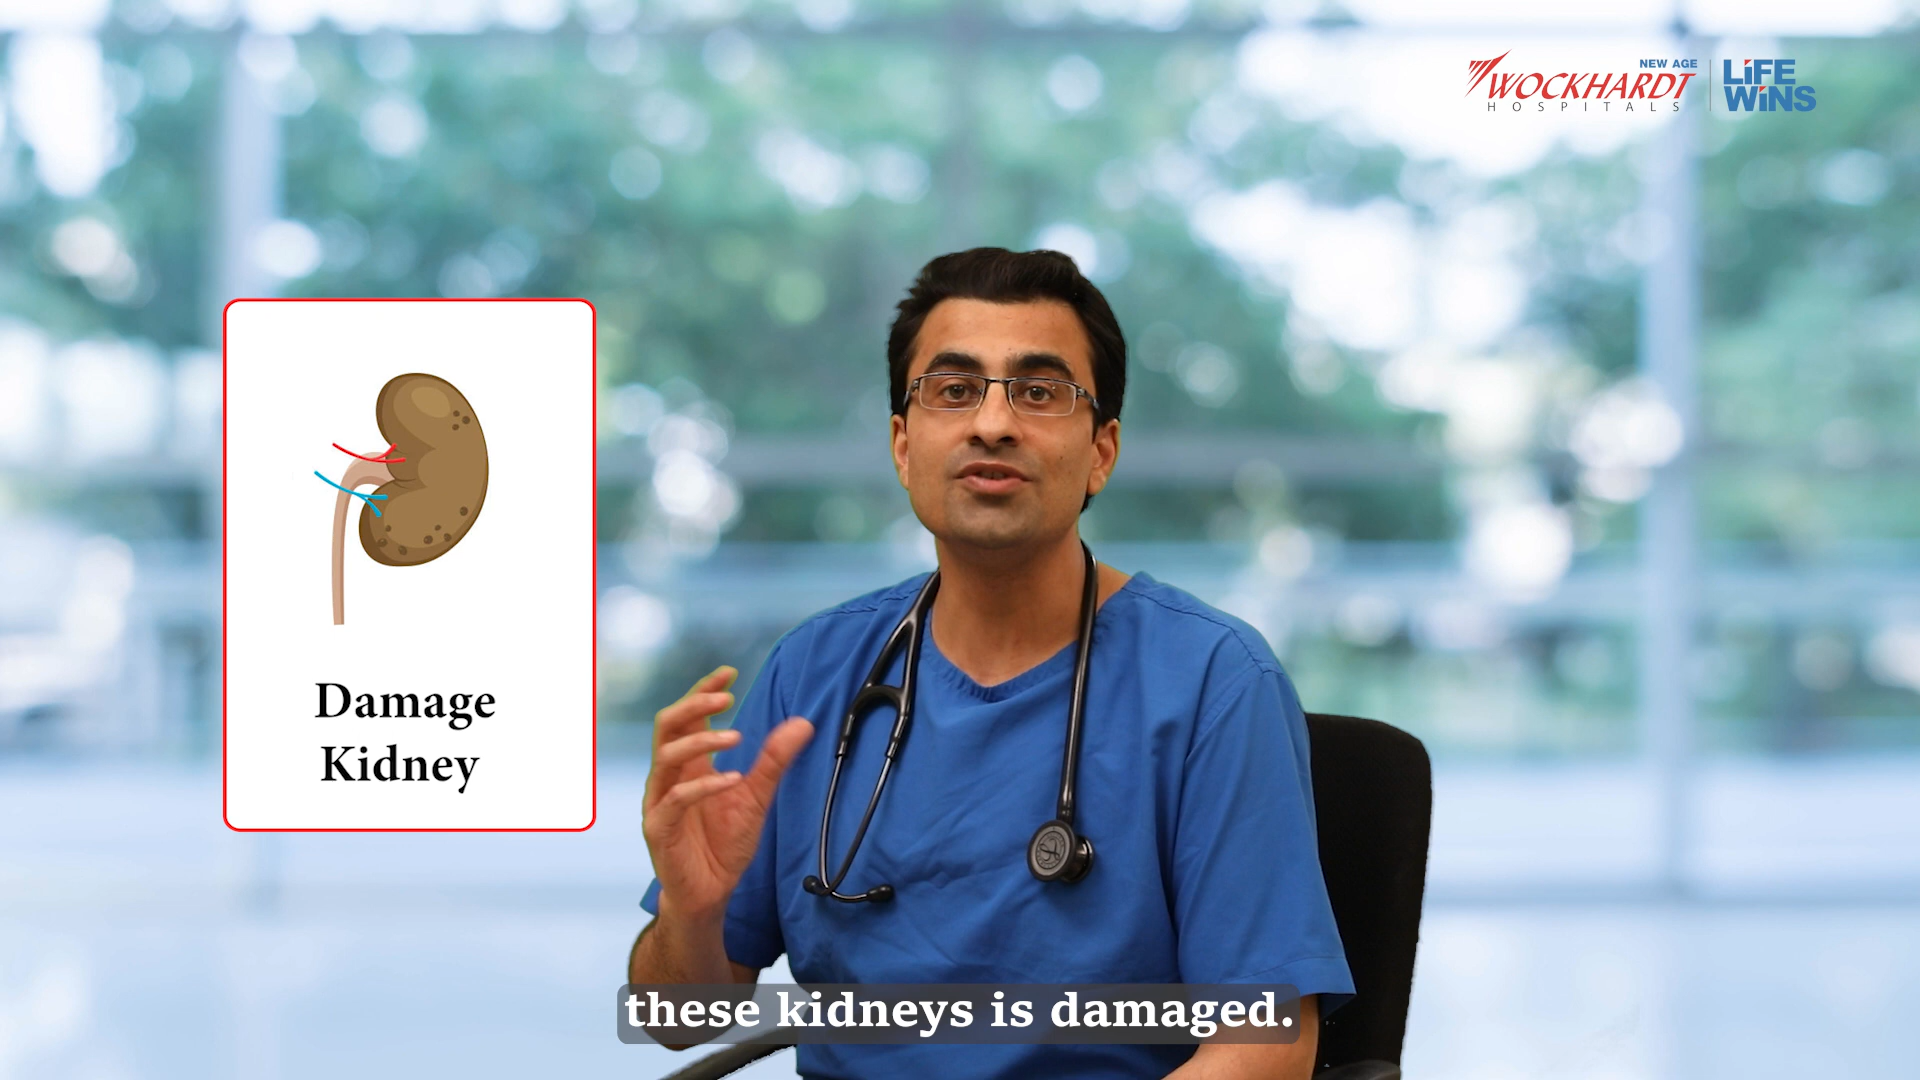 NEW AGE
WOCKHARDT
HOSPITALS
LiFE
WiNS
Damage
Kidney
these kidneys is damaged.